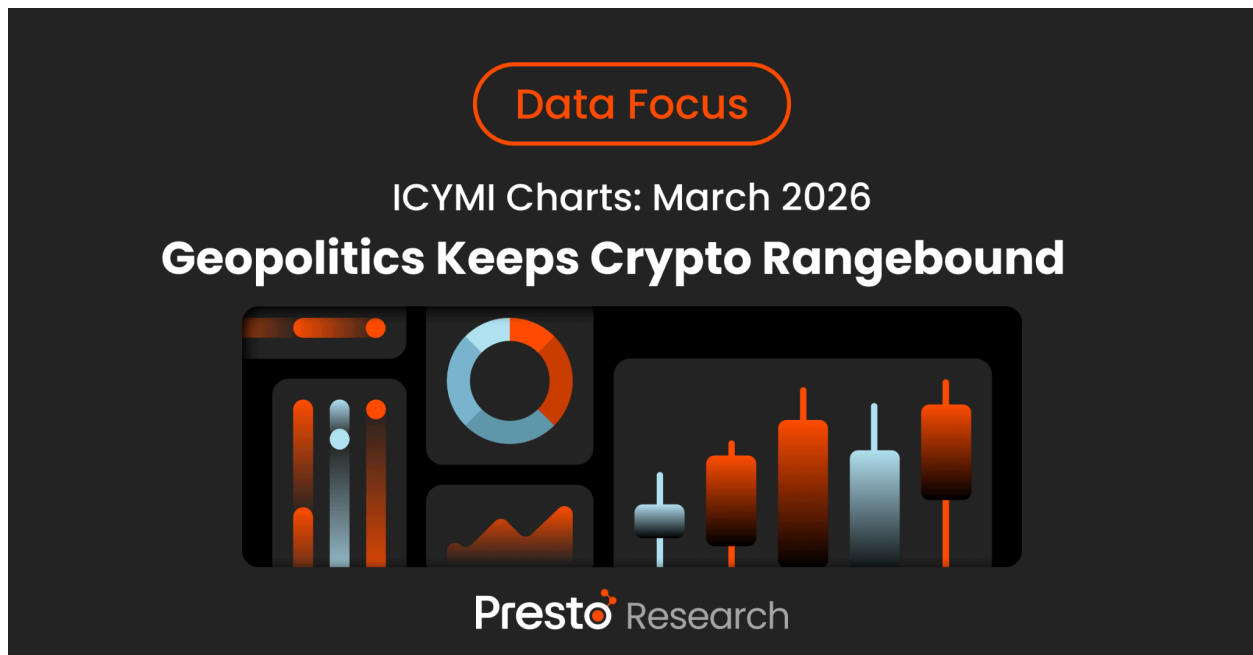 Data Focus
ICYMI Charts: March 2026
Geopolitics Keeps Crypto Rangebound
Presto Research